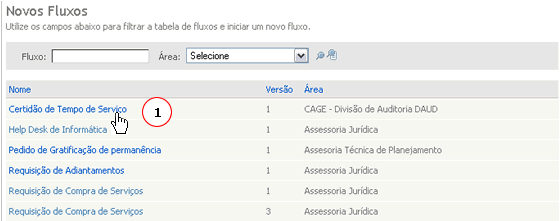 Novos Fluxos
Utilize os campos abaixo para filtrar a tabela de fluxos e iniciar um novo fluxo.
Fluxo: Área: Selecione
Nome Versão Área
Certidão de Tempo de Serviço 1 1 CAGE - Divisão de Auditoria DAUD
Help Desk de Informática 1 Assessoria Jurídica
Pedido de Gratificação de permanência 1 Assessoria Técnica de Planejamento
Requisição de Adiantamentos 1 Assessoria Jurídica
Requisição de Compra de Serviços 1 Assessoria Jurídica
Requisição de Compra de Serviços 3 Assessoria Jurídica